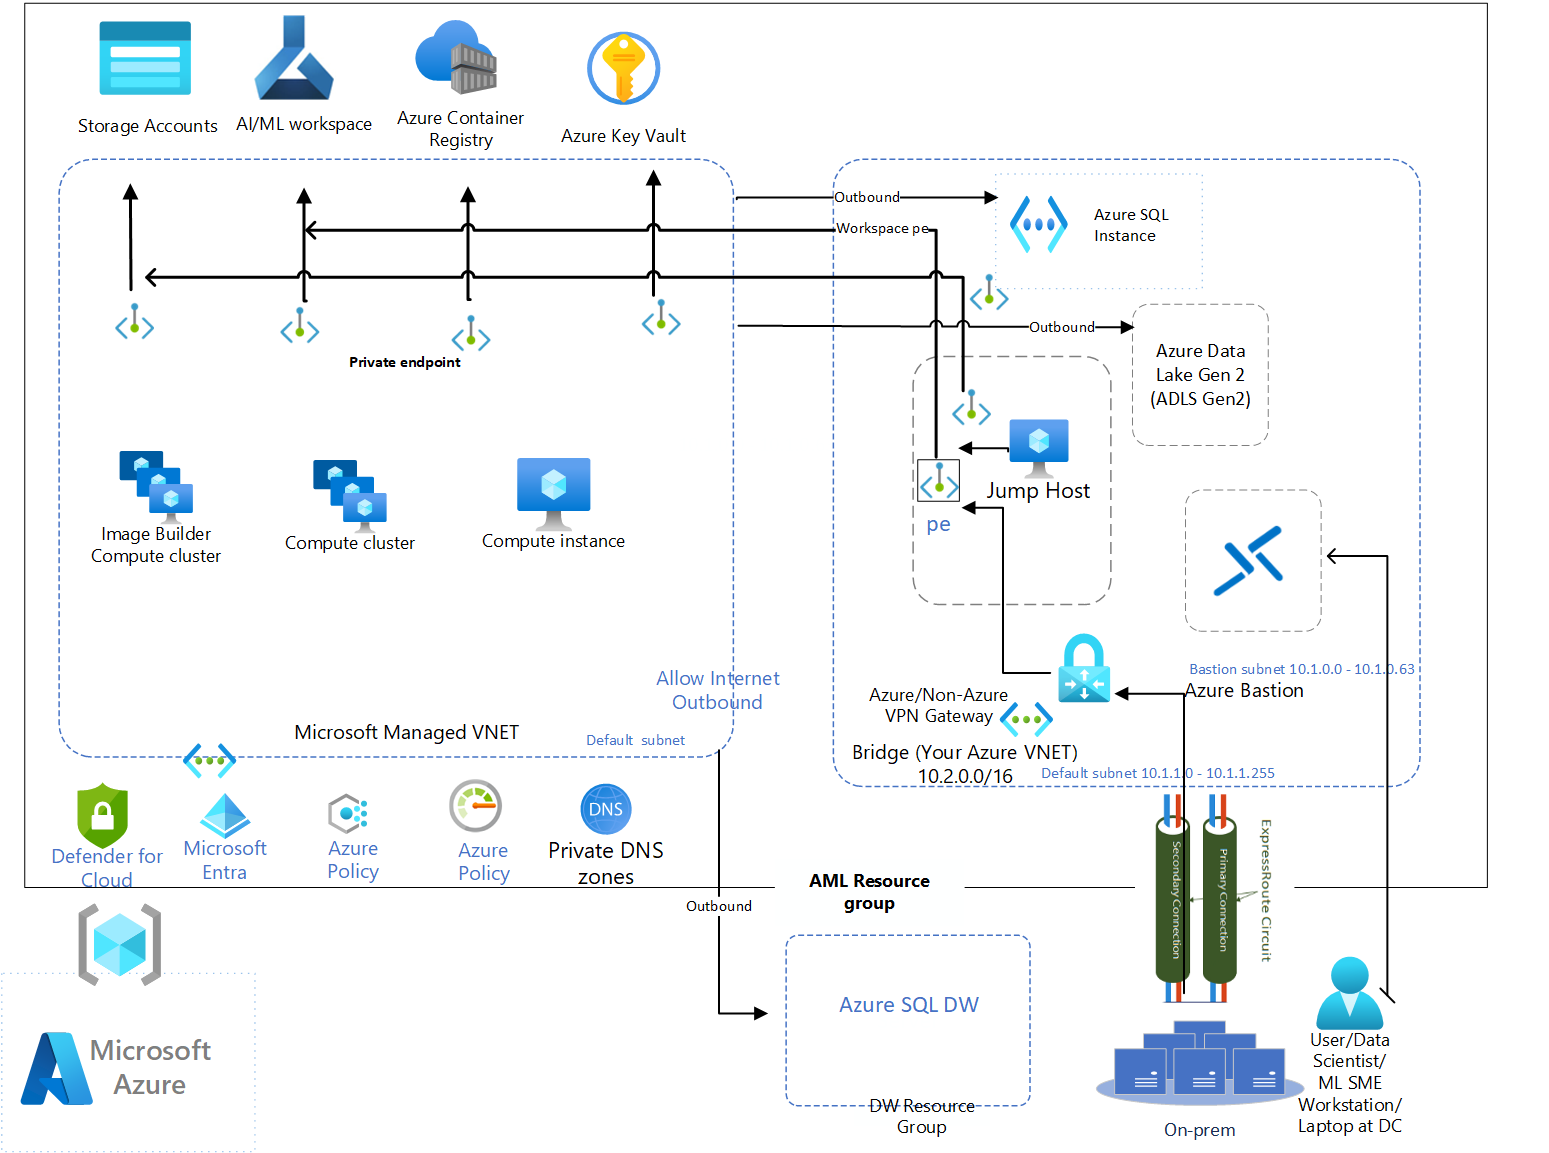 Storage Accounts
AI/ML workspace
Azure Container
Registry
Azure Key Vault
Outbound
Workspace pe
Azure SQL
Instance
Outbound
Azure Data
Lake Gen 2
(ADLS Gen2)
Private endpoint
Jump Host
pe
Image Builder
Compute cluster
Compute cluster
Compute instance
Allow Internet
Outbound
Microsoft Managed VNET
Default subnet
Bastion subnet 10.1.0.0 - 10.1.0.63
Azure Bastion
Azure/Non-Azure
VPN Gateway
Bridge (Your Azure VNET)
10.2.0.0/16
Default subnet 10.1.1.0 - 10.1.1.255
Defender for
Cloud
Microsoft
Entra
Azure
Policy
Azure
Policy
DNS
Private DNS
zones
AML Resource
group
Outbound
Secondary Connection
Primary Connection
ExpressRoute Circuit
Azure SQL DW
DW Resource
Group
Microsoft
Azure
On-prem
User/Data
Scientist/
ML SME
Workstation/
Laptop at DC